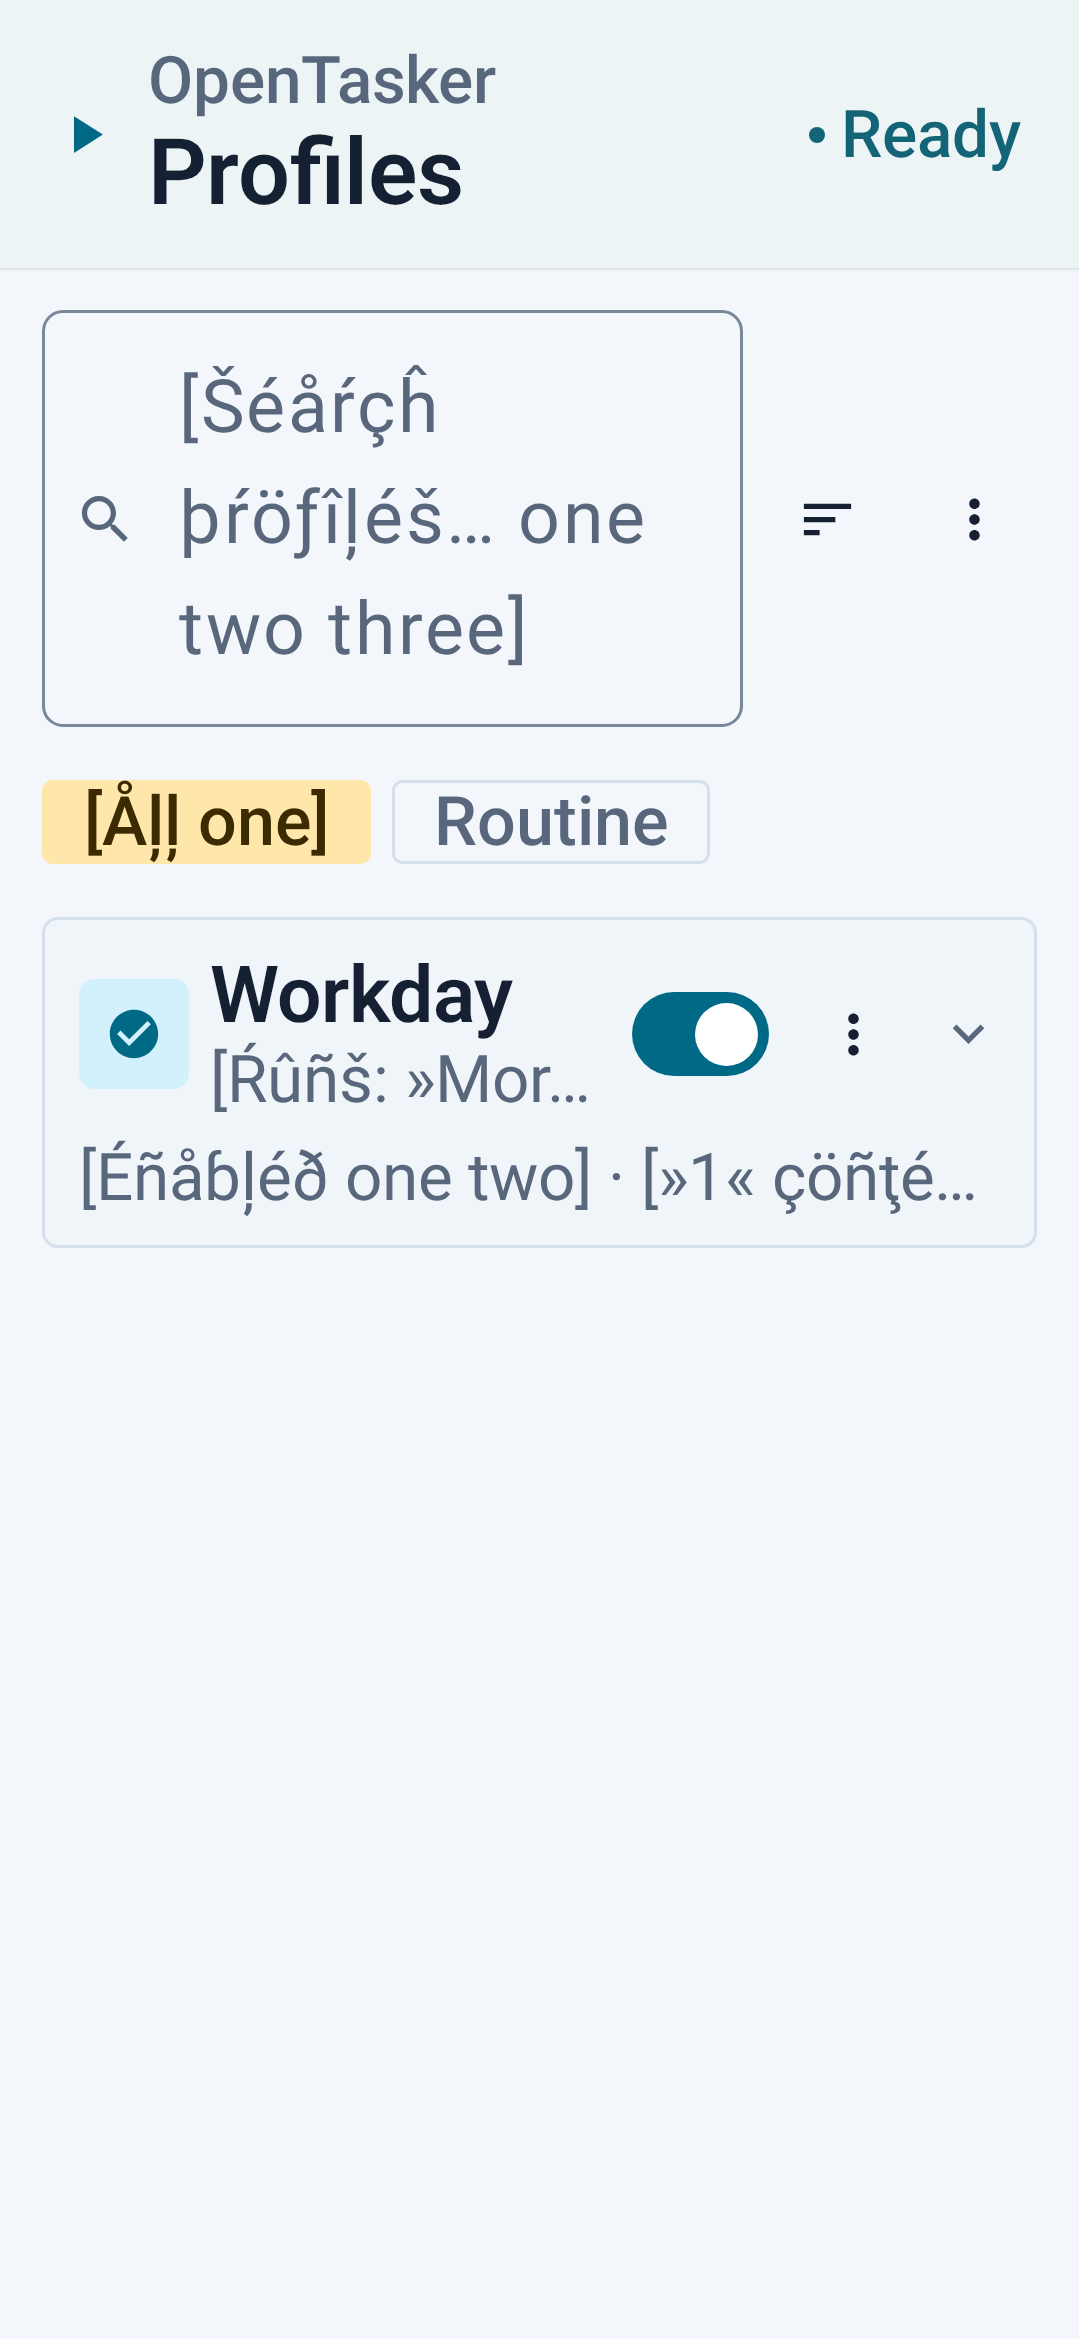 OpenTasker
Profiles
• Ready
[Šéåŕçĥ
þŕöƒîļéš… one
two three]
[Åļļ one]
Routine
Workday
[Ŕûñš: »Mor…
[Éñåƀļéð one two] · [»1« çöñţé…